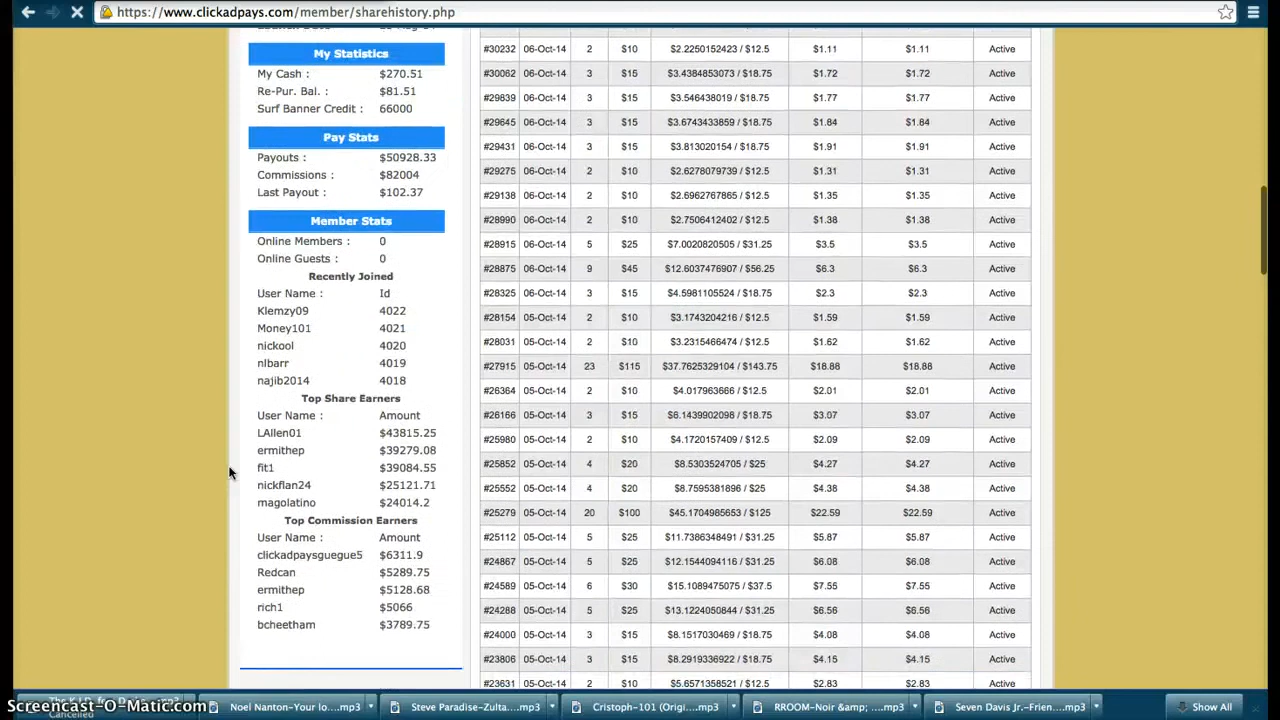 https://www.clickadpays.com/member/sharehistory.php
My Statistics
My Cash : $270.51
Re-Pur. Bal. : $81.51
Surf Banner Credit : 66000
Pay Stats
Payouts : $50928.33
Commissions : $82004
Last Payout : $102.37
Member Stats
Online Members : 0
Online Guests : 0
Recently Joined
User Name : Id
Klemzy09 4022
Money101 4021
nickool 4020
nlbarr 4019
najib2014 4018
Top Share Earners
User Name : Amount
LAllen01 $43815.25
ermithep $39279.08
fit1 $39084.55
nickflan24 $25121.71
magolatino $24014.2
Top Commission Earners
User Name : Amount
clickadpaysguegue5 $6311.9
Redcan $5289.75
ermithep $5128.68
rich1 $5066
bcheetham $3789.75
#30232 06-Oct-14 2 $10 $2.2250152423 / $12.5 $1.11 $1.11 Active
#30062 06-Oct-14 3 $15 $3.4384853073 / $18.75 $1.72 $1.72 Active
#29839 06-Oct-14 3 $15 $3.546438019 / $18.75 $1.77 $1.77 Active
#29645 06-Oct-14 3 $15 $3.6743433859 / $18.75 $1.84 $1.84 Active
#29431 06-Oct-14 3 $15 $3.813020154 / $18.75 $1.91 $1.91 Active
#29275 06-Oct-14 2 $10 $2.6278079739 / $12.5 $1.31 $1.31 Active
#29138 06-Oct-14 2 $10 $2.6962767865 / $12.5 $1.35 $1.35 Active
#28990 06-Oct-14 2 $10 $2.7506412402 / $12.5 $1.38 $1.38 Active
#28915 06-Oct-14 5 $25 $7.0020820505 / $31.25 $3.5 $3.5 Active
#28875 06-Oct-14 9 $45 $12.6037476907 / $56.25 $6.3 $6.3 Active
#28325 06-Oct-14 3 $15 $4.5981105524 / $18.75 $2.3 $2.3 Active
#28154 05-Oct-14 2 $10 $3.1743204216 / $12.5 $1.59 $1.59 Active
#28031 05-Oct-14 2 $10 $3.2315466474 / $12.5 $1.62 $1.62 Active
#27915 05-Oct-14 23 $115 $37.7625329104 / $143.75 $18.88 $18.88 Active
#26364 05-Oct-14 2 $10 $4.017963666 / $12.5 $2.01 $2.01 Active
#26166 05-Oct-14 3 $15 $6.1439902098 / $18.75 $3.07 $3.07 Active
#25980 05-Oct-14 2 $10 $4.1720157409 / $12.5 $2.09 $2.09 Active
#25852 05-Oct-14 4 $20 $8.5303524705 / $25 $4.27 $4.27 Active
#25552 05-Oct-14 4 $20 $8.7595381896 / $25 $4.38 $4.38 Active
#25279 05-Oct-14 20 $100 $45.1704985653 / $125 $22.59 $22.59 Active
#25112 05-Oct-14 5 $25 $11.7386348491 / $31.25 $5.87 $5.87 Active
#24867 05-Oct-14 5 $25 $12.1544094116 / $31.25 $6.08 $6.08 Active
#24589 05-Oct-14 6 $30 $15.1089475075 / $37.5 $7.55 $7.55 Active
#24288 05-Oct-14 5 $25 $13.1224050844 / $31.25 $6.56 $6.56 Active
#24000 05-Oct-14 3 $15 $8.1517030469 / $18.75 $4.08 $4.08 Active
#23806 05-Oct-14 3 $15 $8.2919336922 / $18.75 $4.15 $4.15 Active
#23631 05-Oct-14 2 $10 $5.6571358521 / $12.5 $2.83 $2.83 Active
Screencast-O-Matic.com
Cancelled
Noel Nanton-Your lo....mp3
Steve Paradise-Zulta....mp3
Cristoph-101 (Origi....mp3
RROOM-Noir &amp; ....mp3
Seven Davis Jr.-Frien....mp3
Show All